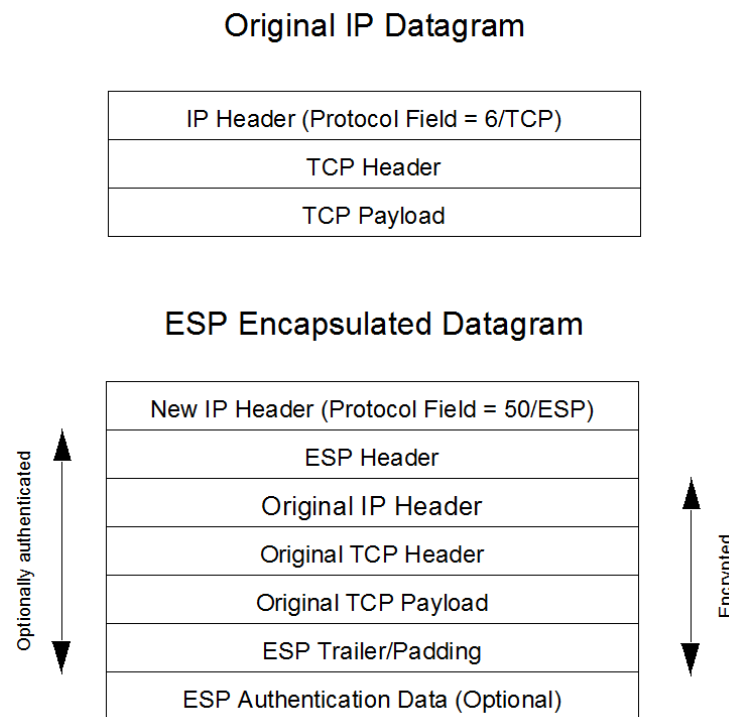 Original IP Datagram
IP Header (Protocol Field = 6/TCP)
TCP Header
TCP Payload
ESP Encapsulated Datagram
New IP Header (Protocol Field = 50/ESP)
ESP Header
Original IP Header
Original TCP Header
Original TCP Payload
ESP Trailer/Padding
ESP Authentication Data (Optional)
Optionally authenticated
Encrypted